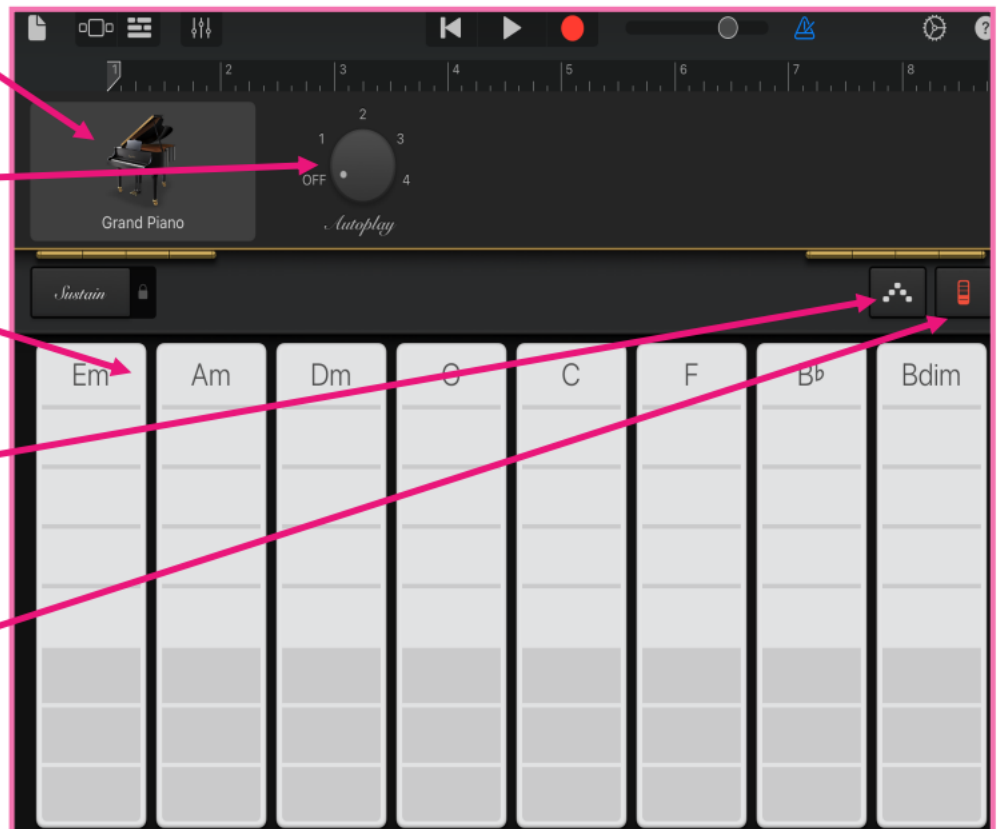 ?
1 2 3 4 5 6 7 8
2
1 3
OFF 4
Grand Piano
Autoplay
Sustain
Em Am Dm C F B♭ Bdim